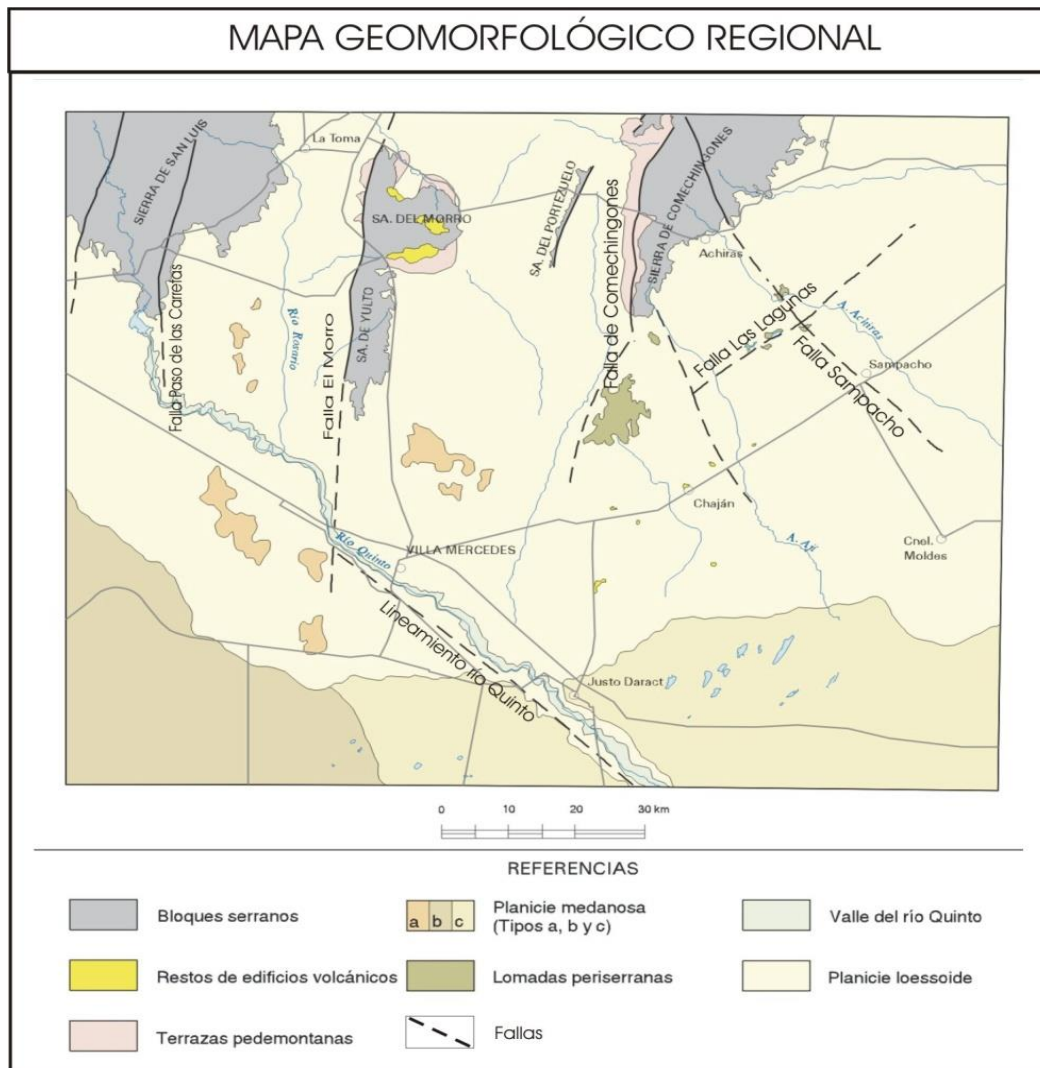 MAPA GEOMORFOLÓGICO REGIONAL
La Toma
SIERRA DE SAN LUIS
SA. DEL MORRO
SA. DEL PORTEZUELO
SIERRA DE COMECHINGONES
Achiras
Falla de Comechingones
Falla Las Lagunas
A. Achiras
Falla Paso de las Carretas
Río Rosario
SA. DE YULTO
Falla El Morro
Sampacho
Falla Sampacho
Chaján
Cnel.
Moldes
Río Quinto
VILLA MERCEDES
A. Ají
Lineamiento río Quinto
Justo Daract
0 10 20 30 km
REFERENCIAS
Bloques serranos
a b c
Planicie medanosa
(Tipos a, b y c)
Valle del río Quinto
Restos de edificios volcánicos
Lomadas periserranas
Planicie loessoide
Terrazas pedemontanas
Fallas